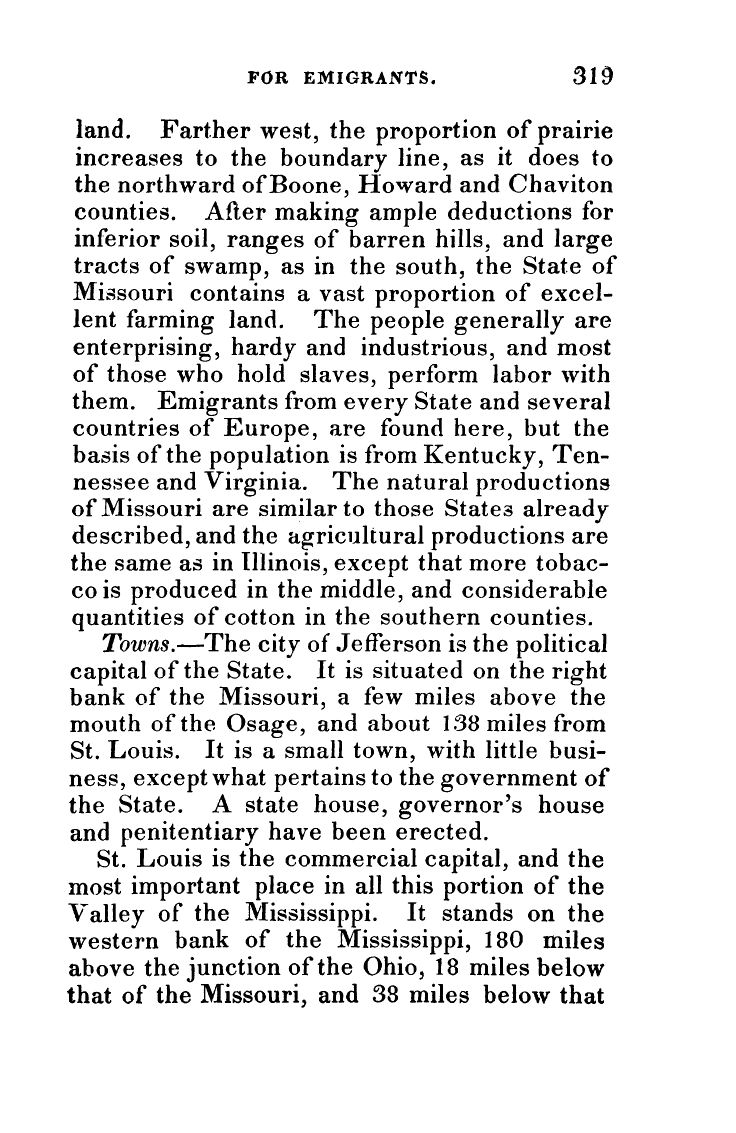 FOR EMIGRANTS. 319
land. Farther west, the proportion of prairie
increases to the boundary line, as it does to
the northward of Boone, Howard and Chaviton
counties. After making ample deductions for
inferior soil, ranges of barren hills, and large
tracts of swamp, as in the south, the State of
Missouri contains a vast proportion of excel-
lent farming land. The people generally are
enterprising, hardy and industrious, and most
of those who hold slaves, perform labor with
them. Emigrants from every State and several
countries of Europe, are found here, but the
basis of the population is from Kentucky, Ten-
nessee and Virginia. The natural productions
of Missouri are similar to those States already
described, and the agricultural productions are
the same as in Illinois, except that more tobac-
co is produced in the middle, and considerable
quantities of cotton in the southern counties.
Towns.—The city of Jefferson is the political
capital of the State. It is situated on the right
bank of the Missouri, a few miles above the
mouth of the Osage, and about 138 miles from
St. Louis. It is a small town, with little busi-
ness, except what pertains to the government of
the State. A state house, governor's house
and penitentiary have been erected.
St. Louis is the commercial capital, and the
most important place in all this portion of the
Valley of the Mississippi. It stands on the
western bank of the Mississippi, 180 miles
above the junction of the Ohio, 18 miles below
that of the Missouri, and 38 miles below that